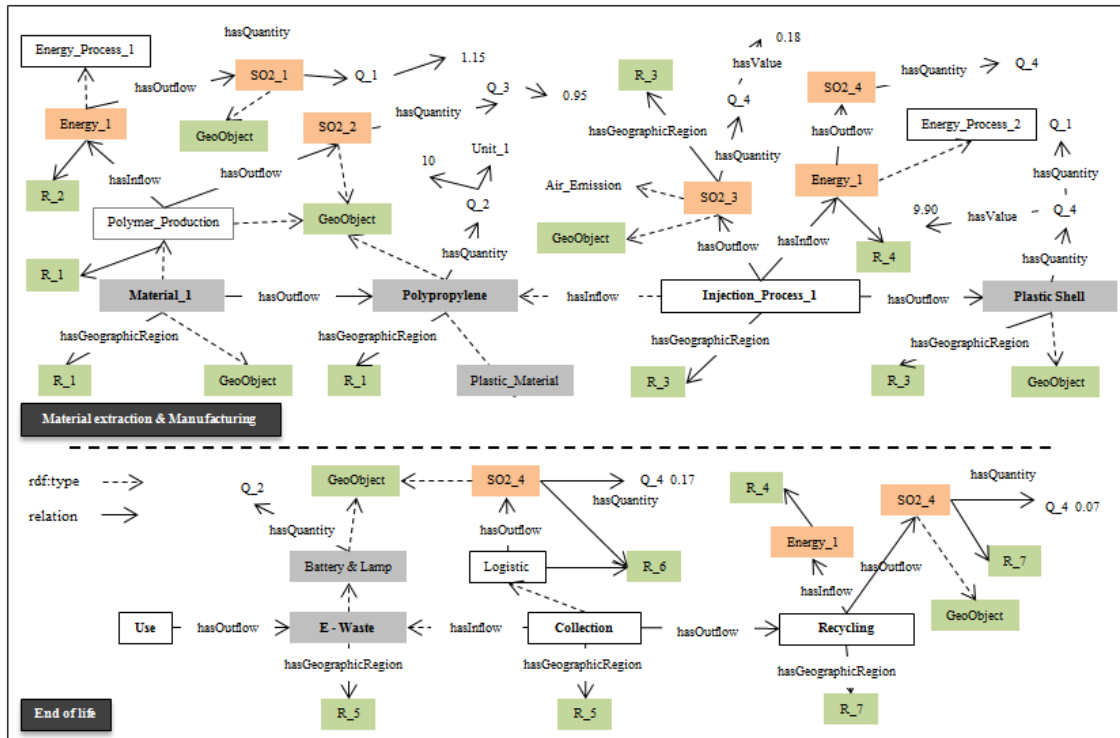 hasQuantity
0.18
Energy_Process_1
SO2_1
Q_1
1.15
hasValue
hasOutflow
R_3
Q_3
SO2_4
hasQuantity
Q_4
Energy_1
GeoObject
SO2_2
hasQuantity
0.95
Q_4
hasGeographicRegion
hasOutflow
Energy_Process_2
Q_1
Unit_1
hasInflow
hasOutflow
10
hasQuantity
Energy_1
hasQuantity
R_2
Air_Emission
SO2_3
Polymer_Production
GeoObject
Q_2
GeoObject
hasOutflow
hasInflow
9.90
hasValue
Q_4
R_4
R_1
hasQuantity
hasQuantity
Material_1
hasOutflow
Polypropylene
hasInflow
Injection_Process_1
hasOutflow
Plastic Shell
hasGeographicRegion
hasGeographicRegion
hasGeographicRegion
hasGeographicRegion
R_1
GeoObject
R_1
Plastic_Material
R_3
R_3
GeoObject
Material extraction & Manufacturing
rdf:type
GeoObject
SO2_4
Q_4 0.17
hasQuantity
Q_2
R_4
SO2_4
hasQuantity
Q_4 0.07
relation
hasQuantity
hasOutflow
Energy_1
Battery & Lamp
Logistic
R_6
hasOutflow
R_7
hasInflow
GeoObject
Use
hasOutflow
E - Waste
hasInflow
Collection
hasOutflow
Recycling
hasGeographicRegion
hasGeographicRegion
hasGeographicRegion
R_5
R_5
R_7
End of life